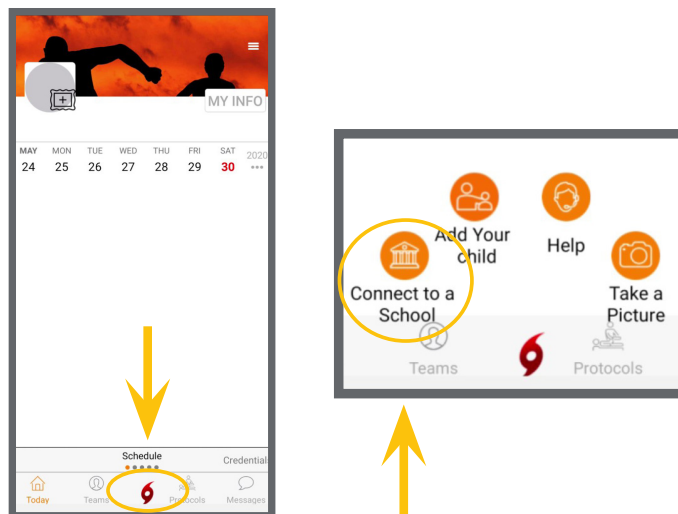 MY INFO
MAY MON TUE WED THU FRI SAT 2020
24 25 26 27 28 29 30
Schedule Credential
Today Teams Protocols Messages
Add Your
child
Help
Connect to a
School
Take a
Picture
Teams Protocols